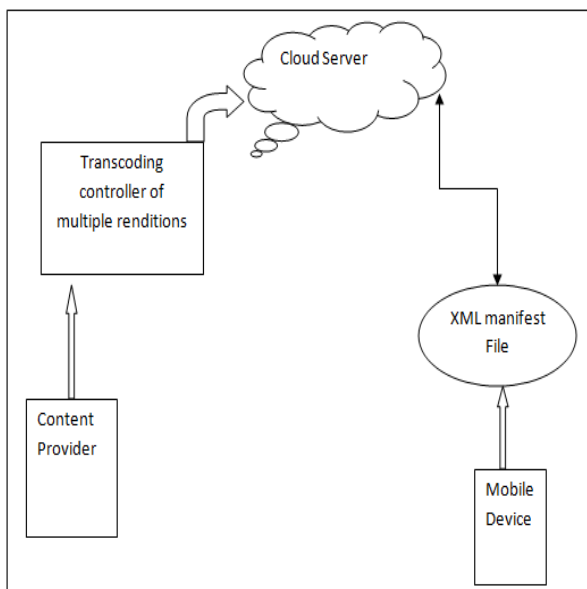 Cloud Server
Transcoding
controller of
multiple renditions
XML manifest
File
Content
Provider
Mobile
Device